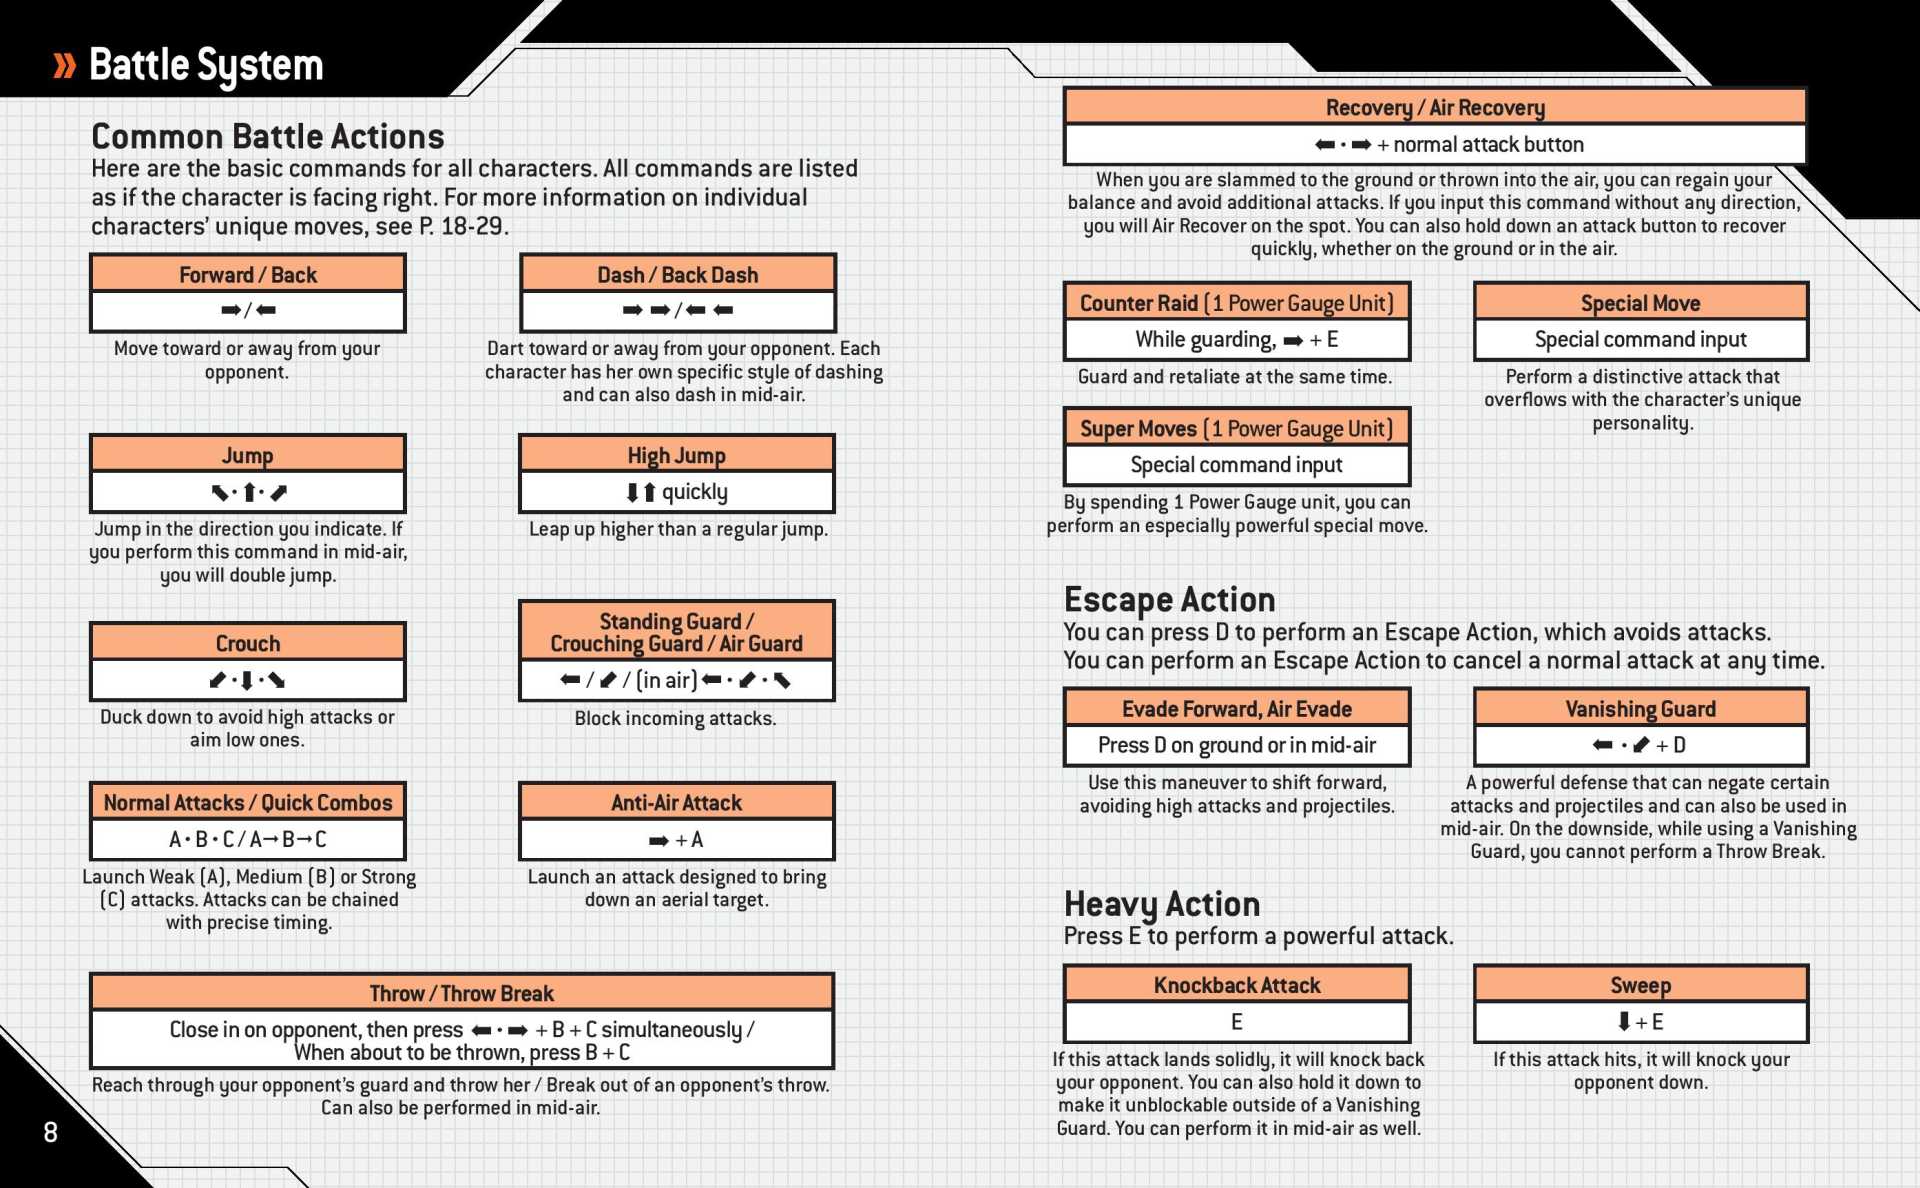 » Battle System
Common Battle Actions
Here are the basic commands for all characters. All commands are listed
as if the character is facing right. For more information on individual
characters' unique moves, see P. 18-29.
Forward / Back
➡/⬅
Move toward or away from your
opponent.
Dash / Back Dash
➡ ➡/⬅ ⬅
Dart toward or away from your opponent. Each
character has her own specific style of dashing
and can also dash in mid-air.
Jump
⬉·⬆·⬈
Jump in the direction you indicate. If
you perform this command in mid-air,
you will double jump.
High Jump
⬇⬆ quickly
Leap up higher than a regular jump.
Crouch
⬋·⬇·⬊
Duck down to avoid high attacks or
aim low ones.
Standing Guard /
Crouching Guard / Air Guard
⬅ / ⬋ / (in air) ⬅ · ⬋ · ⬉
Block incoming attacks.
Normal Attacks / Quick Combos
A · B · C / A→B→C
Launch Weak (A), Medium (B) or Strong
(C) attacks. Attacks can be chained
with precise timing.
Anti-Air Attack
➡ + A
Launch an attack designed to bring
down an aerial target.
Throw / Throw Break
Close in on opponent, then press ⬅ · ➡ + B + C simultaneously /
When about to be thrown, press B + C
Reach through your opponent's guard and throw her / Break out of an opponent's throw.
Can also be performed in mid-air.
8
Recovery / Air Recovery
⬅ · ➡ + normal attack button
When you are slammed to the ground or thrown into the air, you can regain your
balance and avoid additional attacks. If you input this command without any direction,
you will Air Recover on the spot. You can also hold down an attack button to recover
quickly, whether on the ground or in the air.
Counter Raid (1 Power Gauge Unit)
While guarding, ➡ + E
Guard and retaliate at the same time.
Special Move
Special command input
Perform a distinctive attack that
overflows with the character's unique
personality.
Super Moves (1 Power Gauge Unit)
Special command input
By spending 1 Power Gauge unit, you can
perform an especially powerful special move.
Escape Action
You can press D to perform an Escape Action, which avoids attacks.
You can perform an Escape Action to cancel a normal attack at any time.
Evade Forward, Air Evade
Press D on ground or in mid-air
Use this maneuver to shift forward,
avoiding high attacks and projectiles.
Vanishing Guard
⬅ · ⬋ + D
A powerful defense that can negate certain
attacks and projectiles and can also be used in
mid-air. On the downside, while using a Vanishing
Guard, you cannot perform a Throw Break.
Heavy Action
Press E to perform a powerful attack.
Knockback Attack
E
If this attack lands solidly, it will knock back
your opponent. You can also hold it down to
make it unblockable outside of a Vanishing
Guard. You can perform it in mid-air as well.
Sweep
⬇ + E
If this attack hits, it will knock your
opponent down.